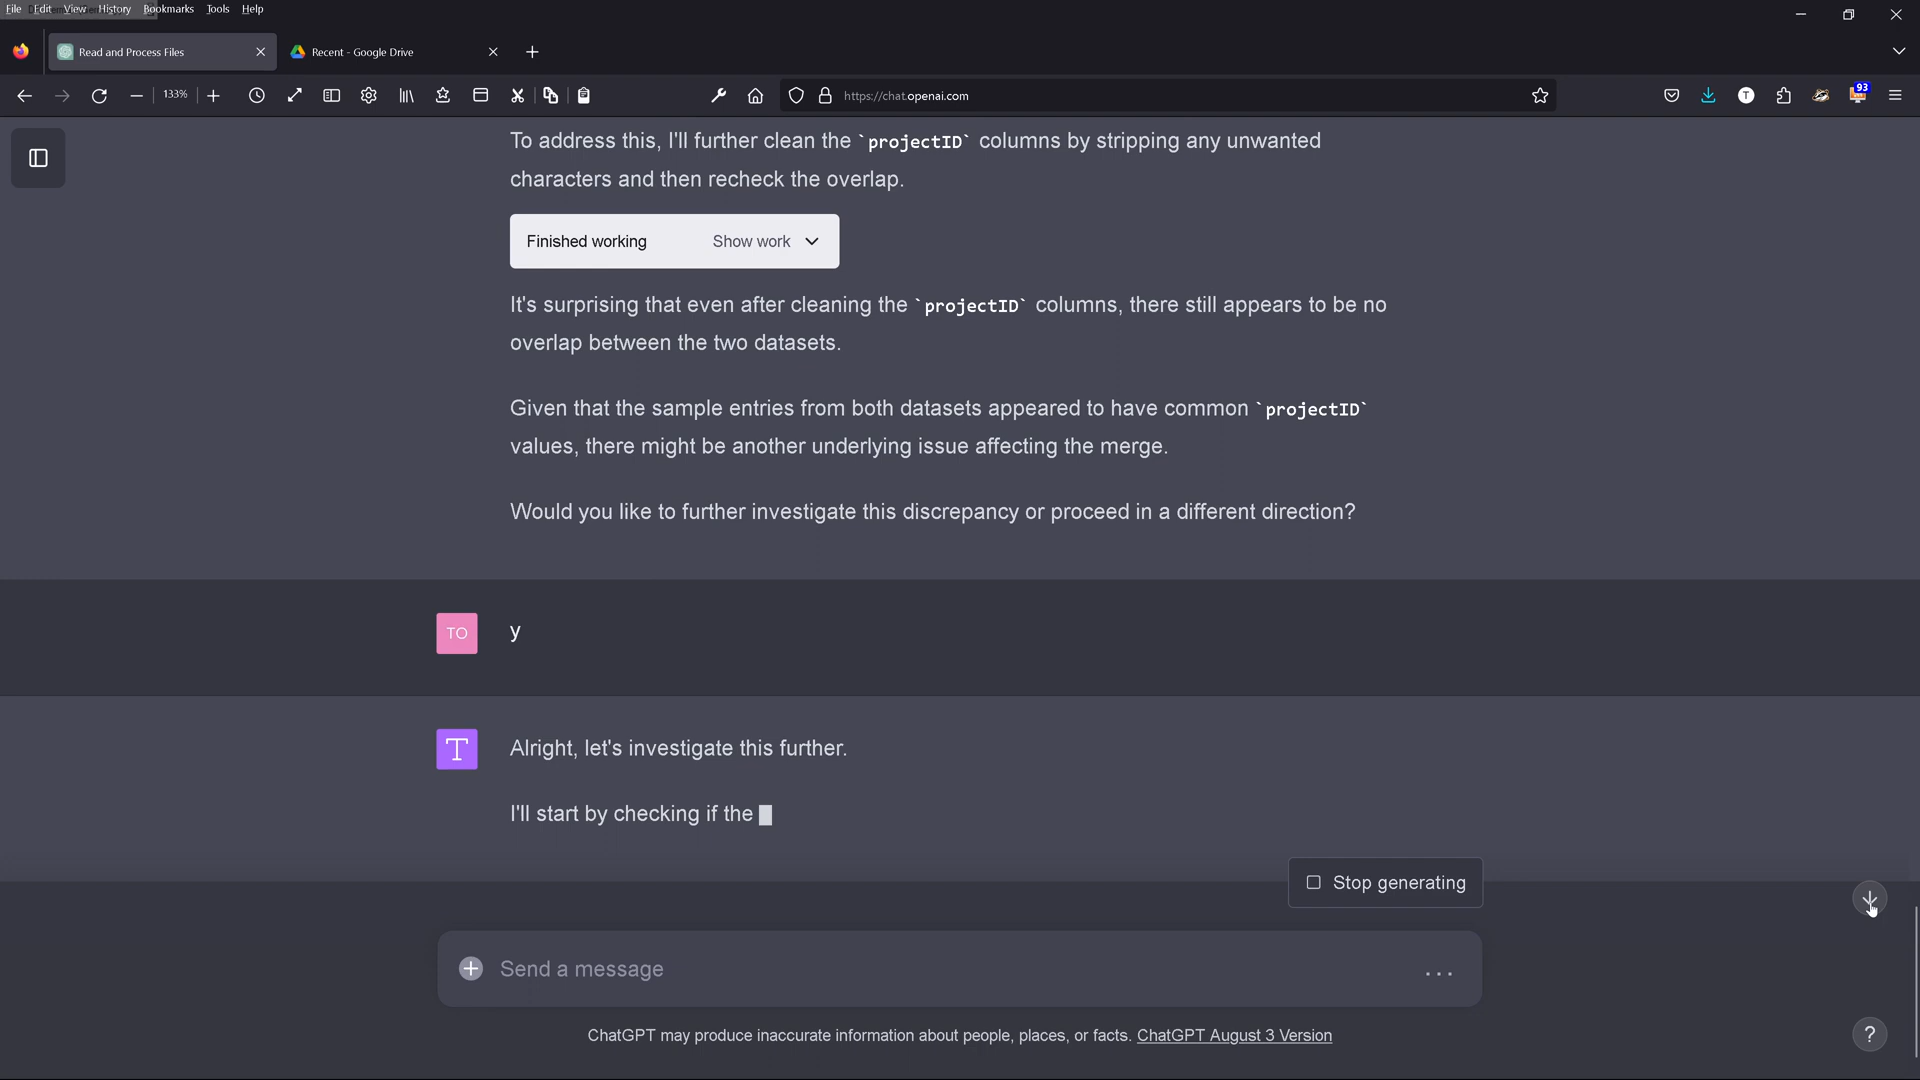 File Edit View History Bookmarks Tools Help
Read and Process Files
Recent - Google Drive
133%
https://chat.openai.com
T
93
To address this, I'll further clean the `projectID` columns by stripping any unwanted
characters and then recheck the overlap.
Finished working Show work
It's surprising that even after cleaning the `projectID` columns, there still appears to be no
overlap between the two datasets.
Given that the sample entries from both datasets appeared to have common `projectID`
values, there might be another underlying issue affecting the merge.
Would you like to further investigate this discrepancy or proceed in a different direction?
TO
y
T
Alright, let's investigate this further.
I'll start by checking if the
Stop generating
Send a message
...
ChatGPT may produce inaccurate information about people, places, or facts. ChatGPT August 3 Version
?